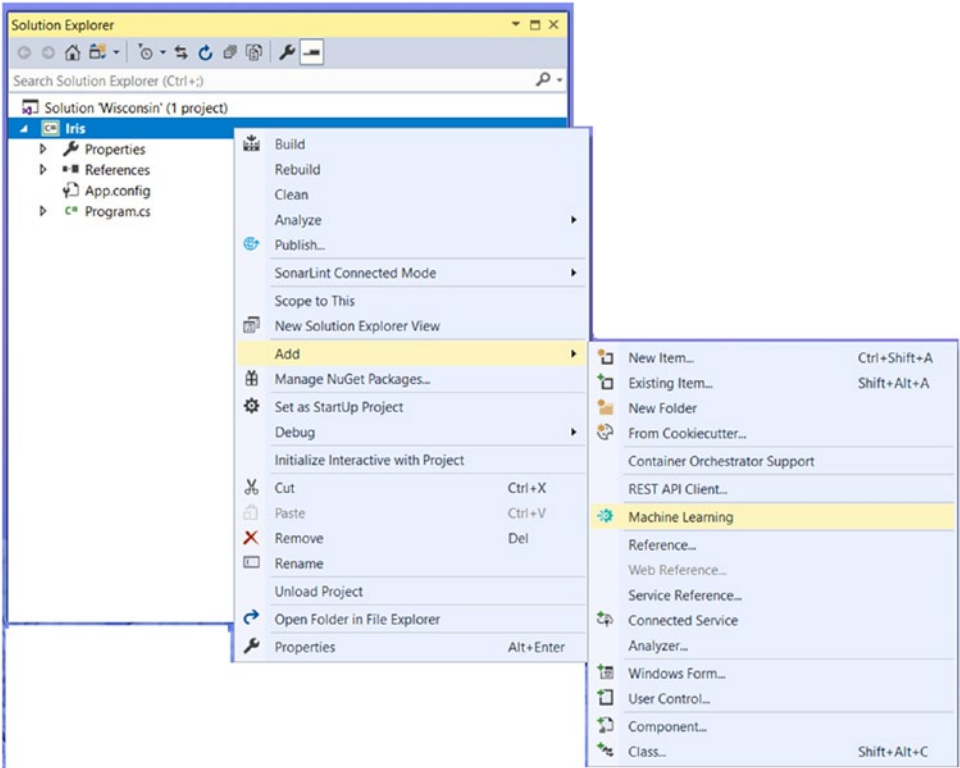 Solution Explorer
Search Solution Explorer (Ctrl+;)
Solution 'Wisconsin' (1 project)
C# Iris
Properties
References
App.config
C# Program.cs
Build
Rebuild
Clean
Analyze
Publish...
SonarLint Connected Mode
Scope to This
New Solution Explorer View
Add
Manage NuGet Packages...
Set as StartUp Project
Debug
Initialize Interactive with Project
Cut Ctrl+X
Paste Ctrl+V
Remove Del
Rename
Unload Project
Open Folder in File Explorer
Properties Alt+Enter
New Item... Ctrl+Shift+A
Existing Item... Shift+Alt+A
New Folder
From Cookiecutter...
Container Orchestrator Support
REST API Client...
Machine Learning
Reference...
Web Reference...
Service Reference...
Connected Service
Analyzer...
Windows Form...
User Control...
Component...
Class... Shift+Alt+C